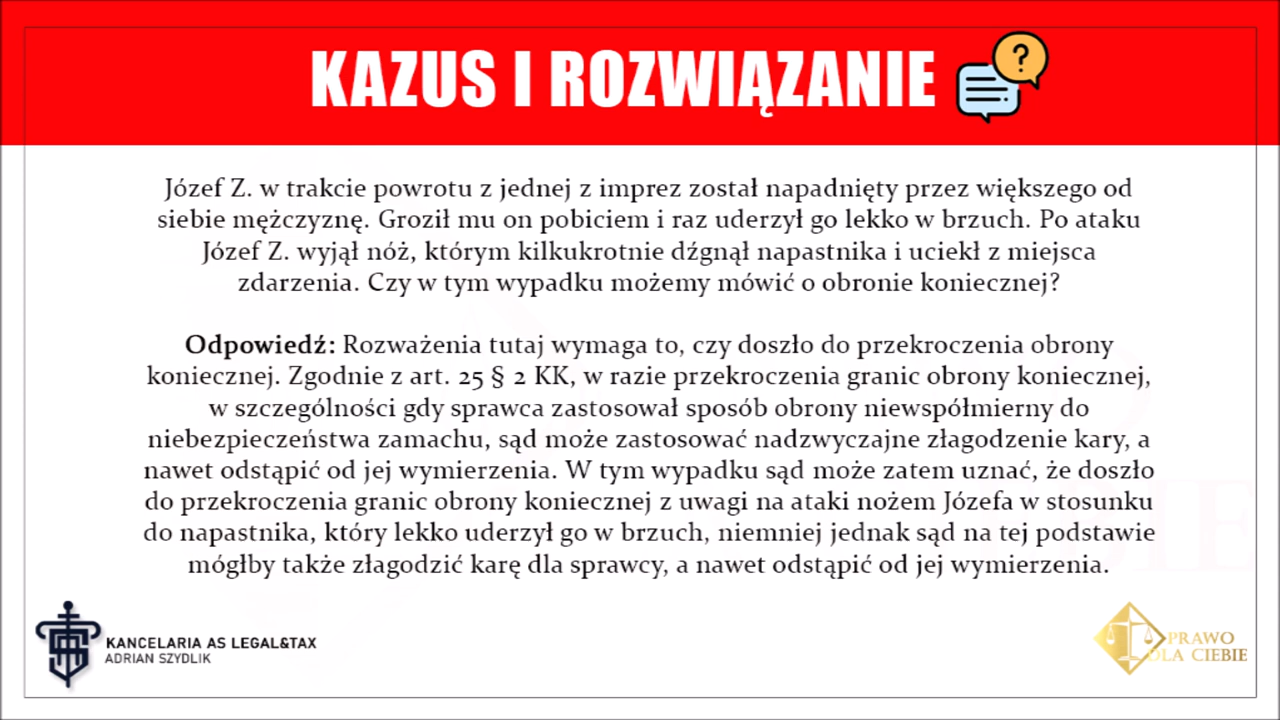 KAZUS I ROZWIĄZANIE
?
Józef Z. w trakcie powrotu z jednej z imprez został napadnięty przez większego od
siebie mężczyznę. Groził mu on pobiciem i raz uderzył go lekko w brzuch. Po ataku
Józef Z. wyjął nóż, którym kilkukrotnie dźgnął napastnika i uciekł z miejsca
zdarzenia. Czy w tym wypadku możemy mówić o obronie koniecznej?
Odpowiedź: Rozważenia tutaj wymaga to, czy doszło do przekroczenia obrony
koniecznej. Zgodnie z art. 25 § 2 KK, w razie przekroczenia granic obrony koniecznej,
w szczególności gdy sprawca zastosował sposób obrony niewspółmierny do
niebezpieczeństwa zamachu, sąd może zastosować nadzwyczajne złagodzenie kary, a
nawet odstąpić od jej wymierzenia. W tym wypadku sąd może zatem uznać, że doszło
do przekroczenia granic obrony koniecznej z uwagi na ataki nożem Józefa w stosunku
do napastnika, który lekko uderzył go w brzuch, niemniej jednak sąd na tej podstawie
mógłby także złagodzić karę dla sprawcy, a nawet odstąpić od jej wymierzenia.
KANCELARIA AS LEGAL&TAX
ADRIAN SZYDLIK
PRAWO
DLA CIEBIE